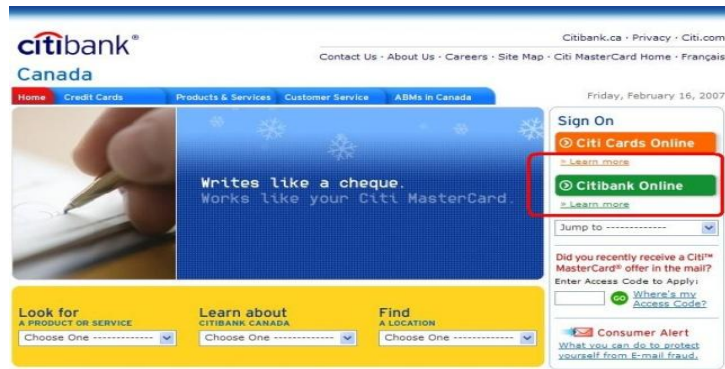 citibank®
Canada
Citibank.ca · Privacy · Citi.com
Contact Us · About Us · Careers · Site Map · Citi MasterCard Home · Français
Home Credit Cards Products & Services Customer Service ABMs in Canada
Friday, February 16, 2007
Writes like a cheque.
Works like your Citi MasterCard.
Sign On
Citi Cards Online
» Learn more
Citibank Online
» Learn more
Jump to -------------
Did you recently receive a Citi™
MasterCard® offer in the mail?
Enter Access Code to Apply:
GO Where's my
Access Code?
Consumer Alert
What you can do to protect
yourself from E-mail fraud.
Look for
A PRODUCT OR SERVICE
Choose One -------------
Learn about
CITIBANK CANADA
Choose One -------------
Find
A LOCATION
Choose One -------------